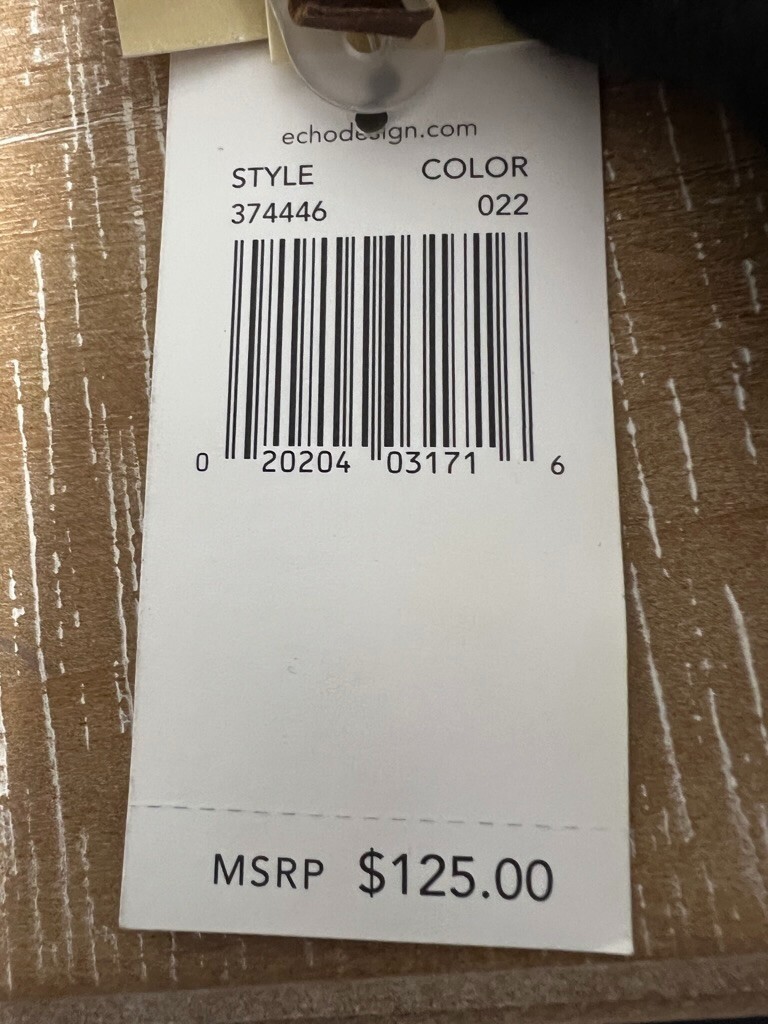 echodesign.com
STYLE COLOR
374446 022
0 20204 03171 6
MSRP $125.00